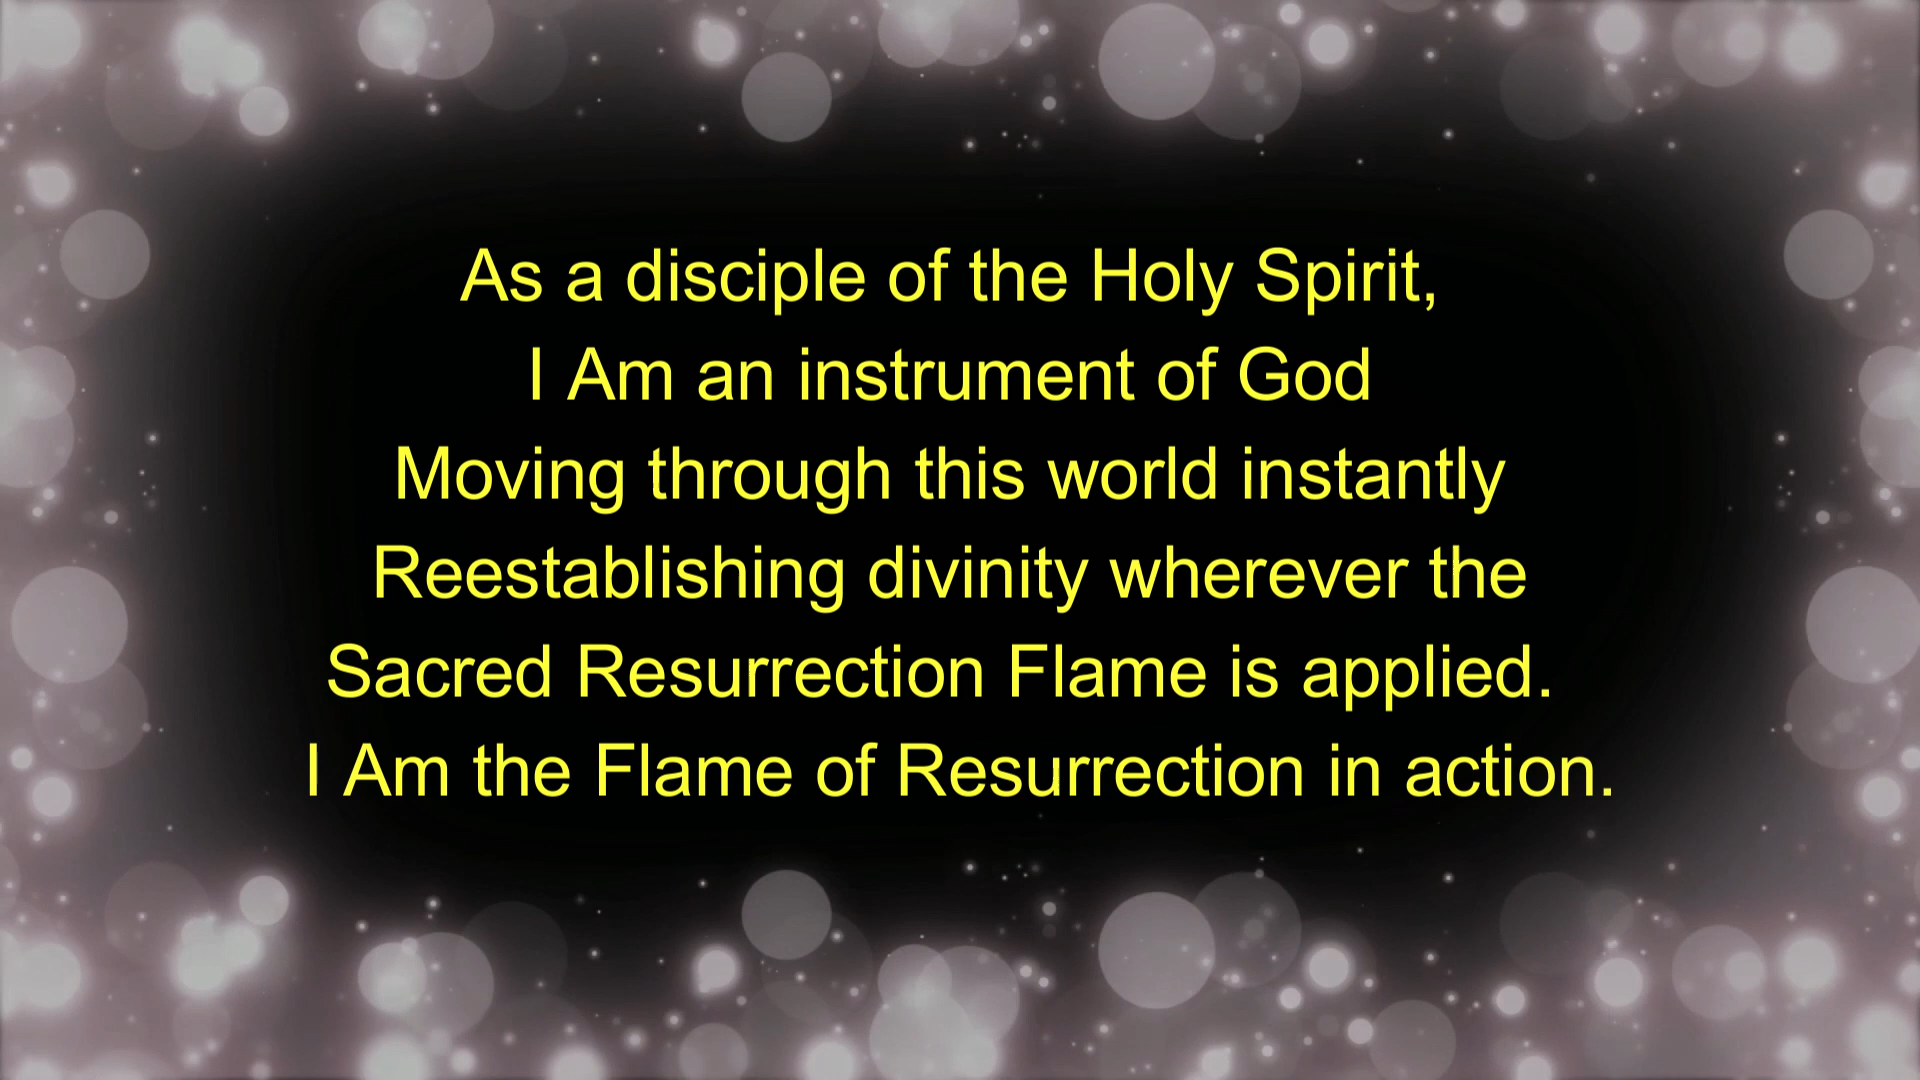 As a disciple of the Holy Spirit,
I Am an instrument of God
Moving through this world instantly
Reestablishing divinity wherever the
Sacred Resurrection Flame is applied.
I Am the Flame of Resurrection in action.